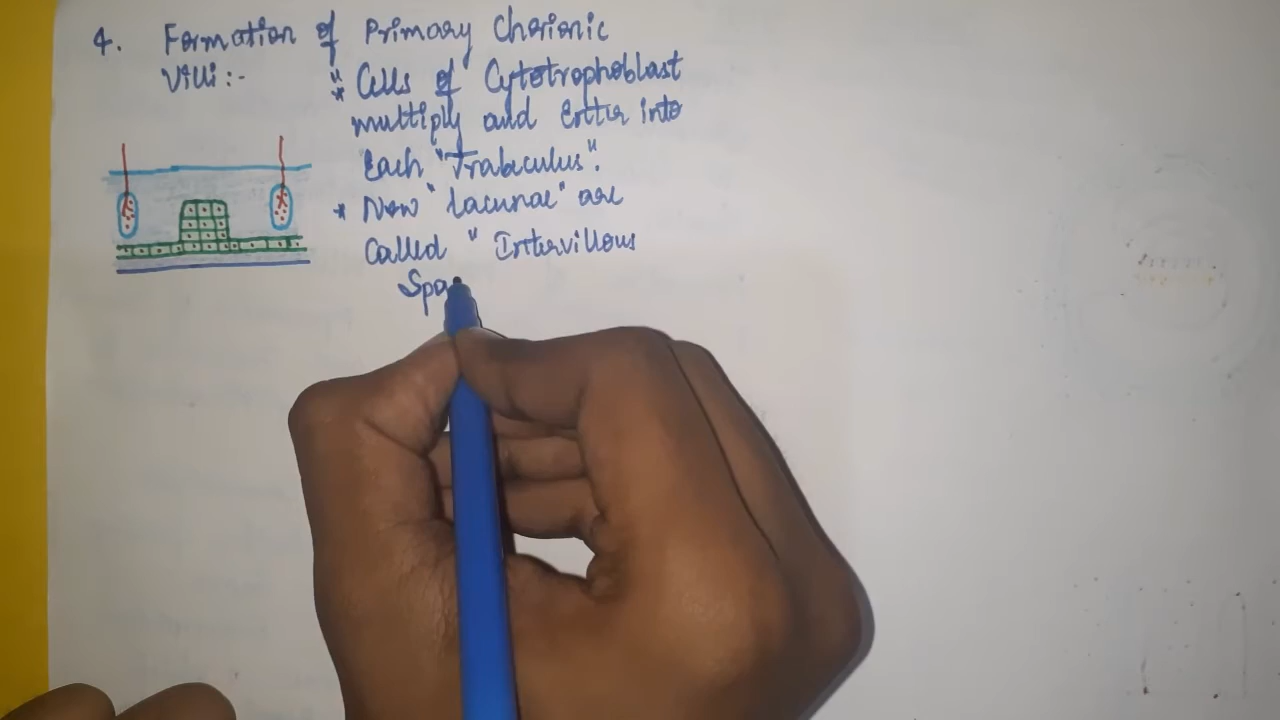 4. Formation of Primary Chorionic
Villi :-
" * Cells of Cytotrophoblast
multiply and Enter into
Each "Trabeculus".
* Now "lacunae" are
Called " Intervillous
Spa